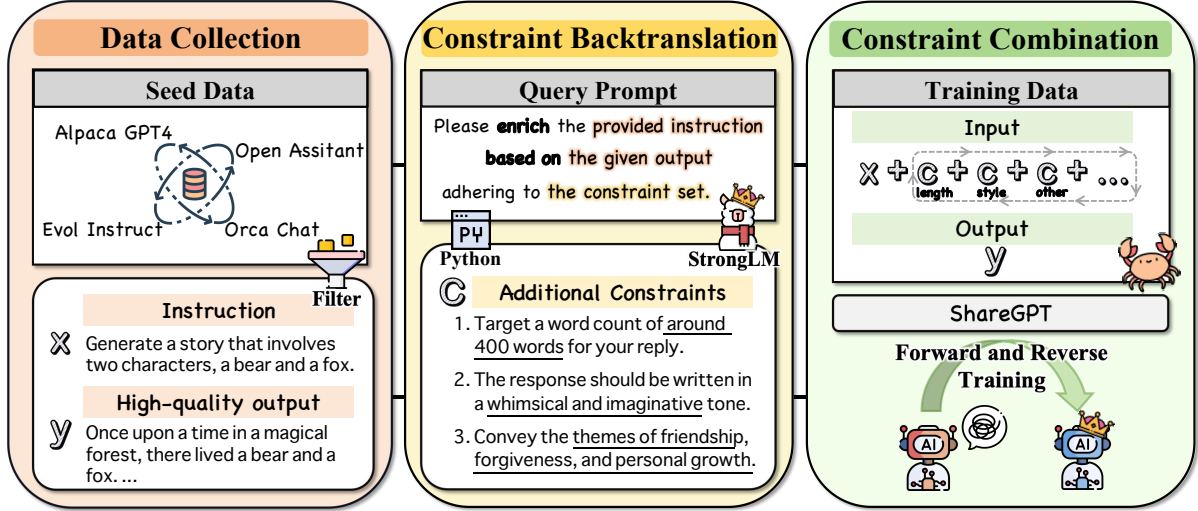 Data Collection
Seed Data
Alpaca GPT4
Open Assitant
Evol Instruct
Orca Chat
Filter
Instruction
X
Generate a story that involves
two characters, a bear and a fox.
High-quality output
y
Once upon a time in a magical
forest, there lived a bear and a
fox. ...
Constraint Backtranslation
Query Prompt
Please enrich the provided instruction
based on the given output
adhering to the constraint set.
PY
Python
StrongLM
C
Additional Constraints
1. Target a word count of around
400 words for your reply.
2. The response should be written in
a whimsical and imaginative tone.
3. Convey the themes of friendship,
forgiveness, and personal growth.
Constraint Combination
Training Data
Input
X + C + C + C + ...
length style other
Output
y
ShareGPT
Forward and Reverse
Training
AI
AI